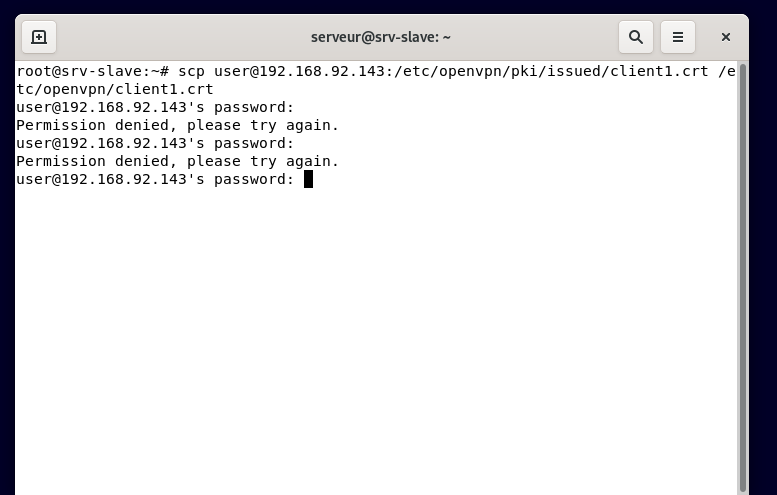 serveur@srv-slave: ~
root@srv-slave:~# scp user@192.168.92.143:/etc/openvpn/pki/issued/client1.crt /e
tc/openvpn/client1.crt
user@192.168.92.143's password:
Permission denied, please try again.
user@192.168.92.143's password:
Permission denied, please try again.
user@192.168.92.143's password: